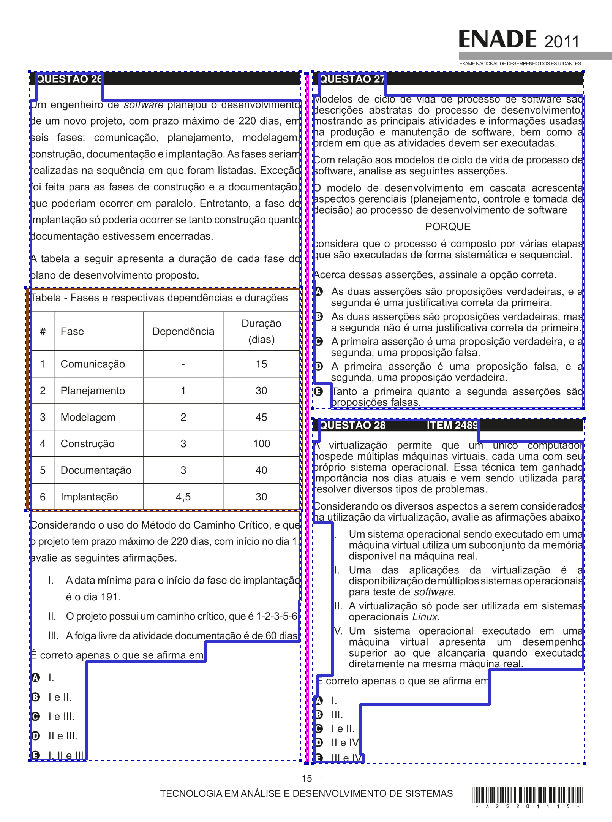 ENADE 2011
EXAME NACIONAL DE DESEMPENHO DOS ESTUDANTES
QUESTÃO 26
Um engenheiro de software planejou o desenvolvimento
de um novo projeto, com prazo máximo de 220 dias, em
seis fases: comunicação, planejamento, modelagem,
construção, documentação e implantação. As fases seriam
realizadas na sequência em que foram listadas. Exceção
foi feita para as fases de construção e a documentação,
que poderiam ocorrer em paralelo. Entretanto, a fase de
implantação só poderia ocorrer se tanto construção quanto
documentação estivessem encerradas.
A tabela a seguir apresenta a duração de cada fase do
plano de desenvolvimento proposto.
Tabela - Fases e respectivas dependências e durações
# Fase Dependência Duração
(dias)
1 Comunicação - 15
2 Planejamento 1 30
3 Modelagem 2 45
4 Construção 3 100
5 Documentação 3 40
6 Implantação 4,5 30
Considerando o uso do Método do Caminho Crítico, e que
o projeto tem prazo máximo de 220 dias, com início no dia 1,
avalie as seguintes afirmações.
I. A data mínima para o início da fase de implantação
é o dia 191.
II. O projeto possui um caminho crítico, que é 1-2-3-5-6.
III. A folga livre da atividade documentação é de 60 dias.
É correto apenas o que se afirma em
A I.
B I e II.
C I e III.
D II e III.
E I, II e III.
QUESTÃO 27
Modelos de ciclo de vida de processo de software são
descrições abstratas do processo de desenvolvimento,
mostrando as principais atividades e informações usadas
na produção e manutenção de software, bem como a
ordem em que as atividades devem ser executadas.
Com relação aos modelos de ciclo de vida de processo de
software, analise as seguintes asserções.
O modelo de desenvolvimento em cascata acrescenta
aspectos gerenciais (planejamento, controle e tomada de
decisão) ao processo de desenvolvimento de software
PORQUE
considera que o processo é composto por várias etapas
que são executadas de forma sistemática e sequencial.
Acerca dessas asserções, assinale a opção correta.
A As duas asserções são proposições verdadeiras, e a
segunda é uma justificativa correta da primeira.
B As duas asserções são proposições verdadeiras, mas
a segunda não é uma justificativa correta da primeira.
C A primeira asserção é uma proposição verdadeira, e a
segunda, uma proposição falsa.
D A primeira asserção é uma proposição falsa, e a
segunda, uma proposição verdadeira.
E Tanto a primeira quanto a segunda asserções são
proposições falsas.
QUESTÃO 28 ITEM 2489
A virtualização permite que um único computador
hospede múltiplas máquinas virtuais, cada uma com seu
próprio sistema operacional. Essa técnica tem ganhado
importância nos dias atuais e vem sendo utilizada para
resolver diversos tipos de problemas.
Considerando os diversos aspectos a serem considerados
na utilização da virtualização, avalie as afirmações abaixo.
I. Um sistema operacional sendo executado em uma
máquina virtual utiliza um subconjunto da memória
disponível na máquina real.
II. Uma das aplicações da virtualização é a
disponibilização de múltiplos sistemas operacionais
para teste de software.
III. A virtualização só pode ser utilizada em sistemas
operacionais Linux.
IV. Um sistema operacional executado em uma
máquina virtual apresenta um desempenho
superior ao que alcançaria quando executado
diretamente na mesma máquina real.
É correto apenas o que se afirma em
A I.
B III.
C I e II.
D II e IV.
E III e IV.
15
TECNOLOGIA EM ANÁLISE E DESENVOLVIMENTO DE SISTEMAS